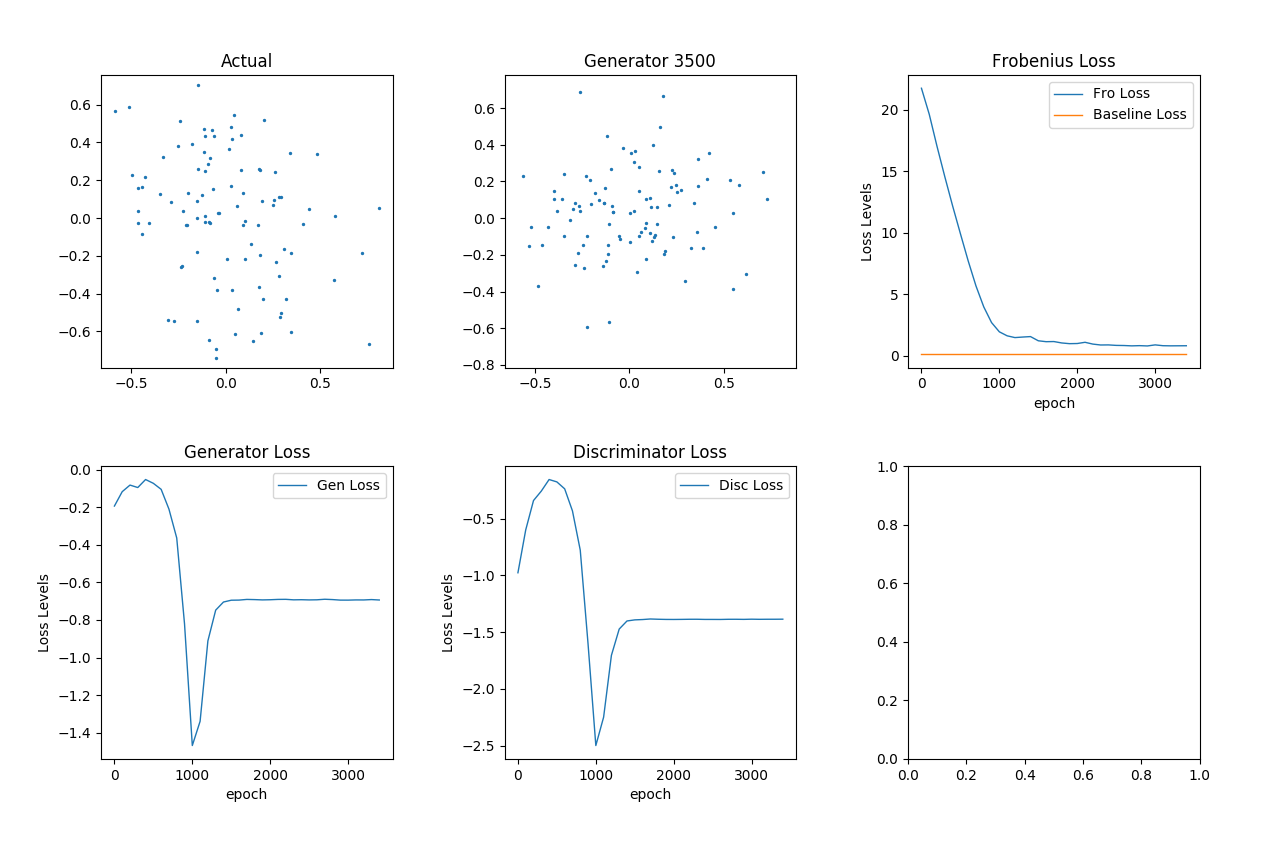 Actual
0.6
0.4
0.2
0.0
−0.2
−0.4
−0.6
−0.5 0.0 0.5
Generator 3500
0.6
0.4
0.2
0.0
−0.2
−0.4
−0.6
−0.8
−0.5 0.0 0.5
Frobenius Loss
Fro Loss
Baseline Loss
Loss Levels
20
15
10
5
0
0 1000 2000 3000
epoch
Generator Loss
Gen Loss
Loss Levels
0.0
−0.2
−0.4
−0.6
−0.8
−1.0
−1.2
−1.4
0 1000 2000 3000
epoch
Discriminator Loss
Disc Loss
Loss Levels
−0.5
−1.0
−1.5
−2.0
−2.5
0 1000 2000 3000
epoch
1.0
0.8
0.6
0.4
0.2
0.0
0.0 0.2 0.4 0.6 0.8 1.0